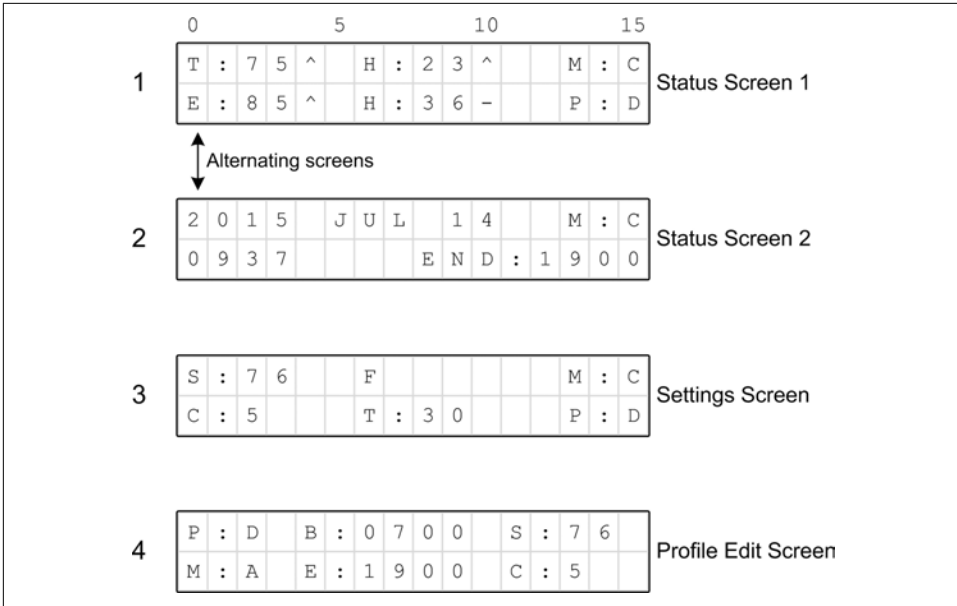 0 5 10 15
1
T:75^ H:23^ M:C
E:85^ H:36- P:D
Status Screen 1
Alternating screens
2
2015 JUL 14 M:C
0937 END:1900
Status Screen 2
3
S:76 F M:C
C:5 T:30 P:D
Settings Screen
4
P:D B:0700 S:76
M:A E:1900 C:5
Profile Edit Screen